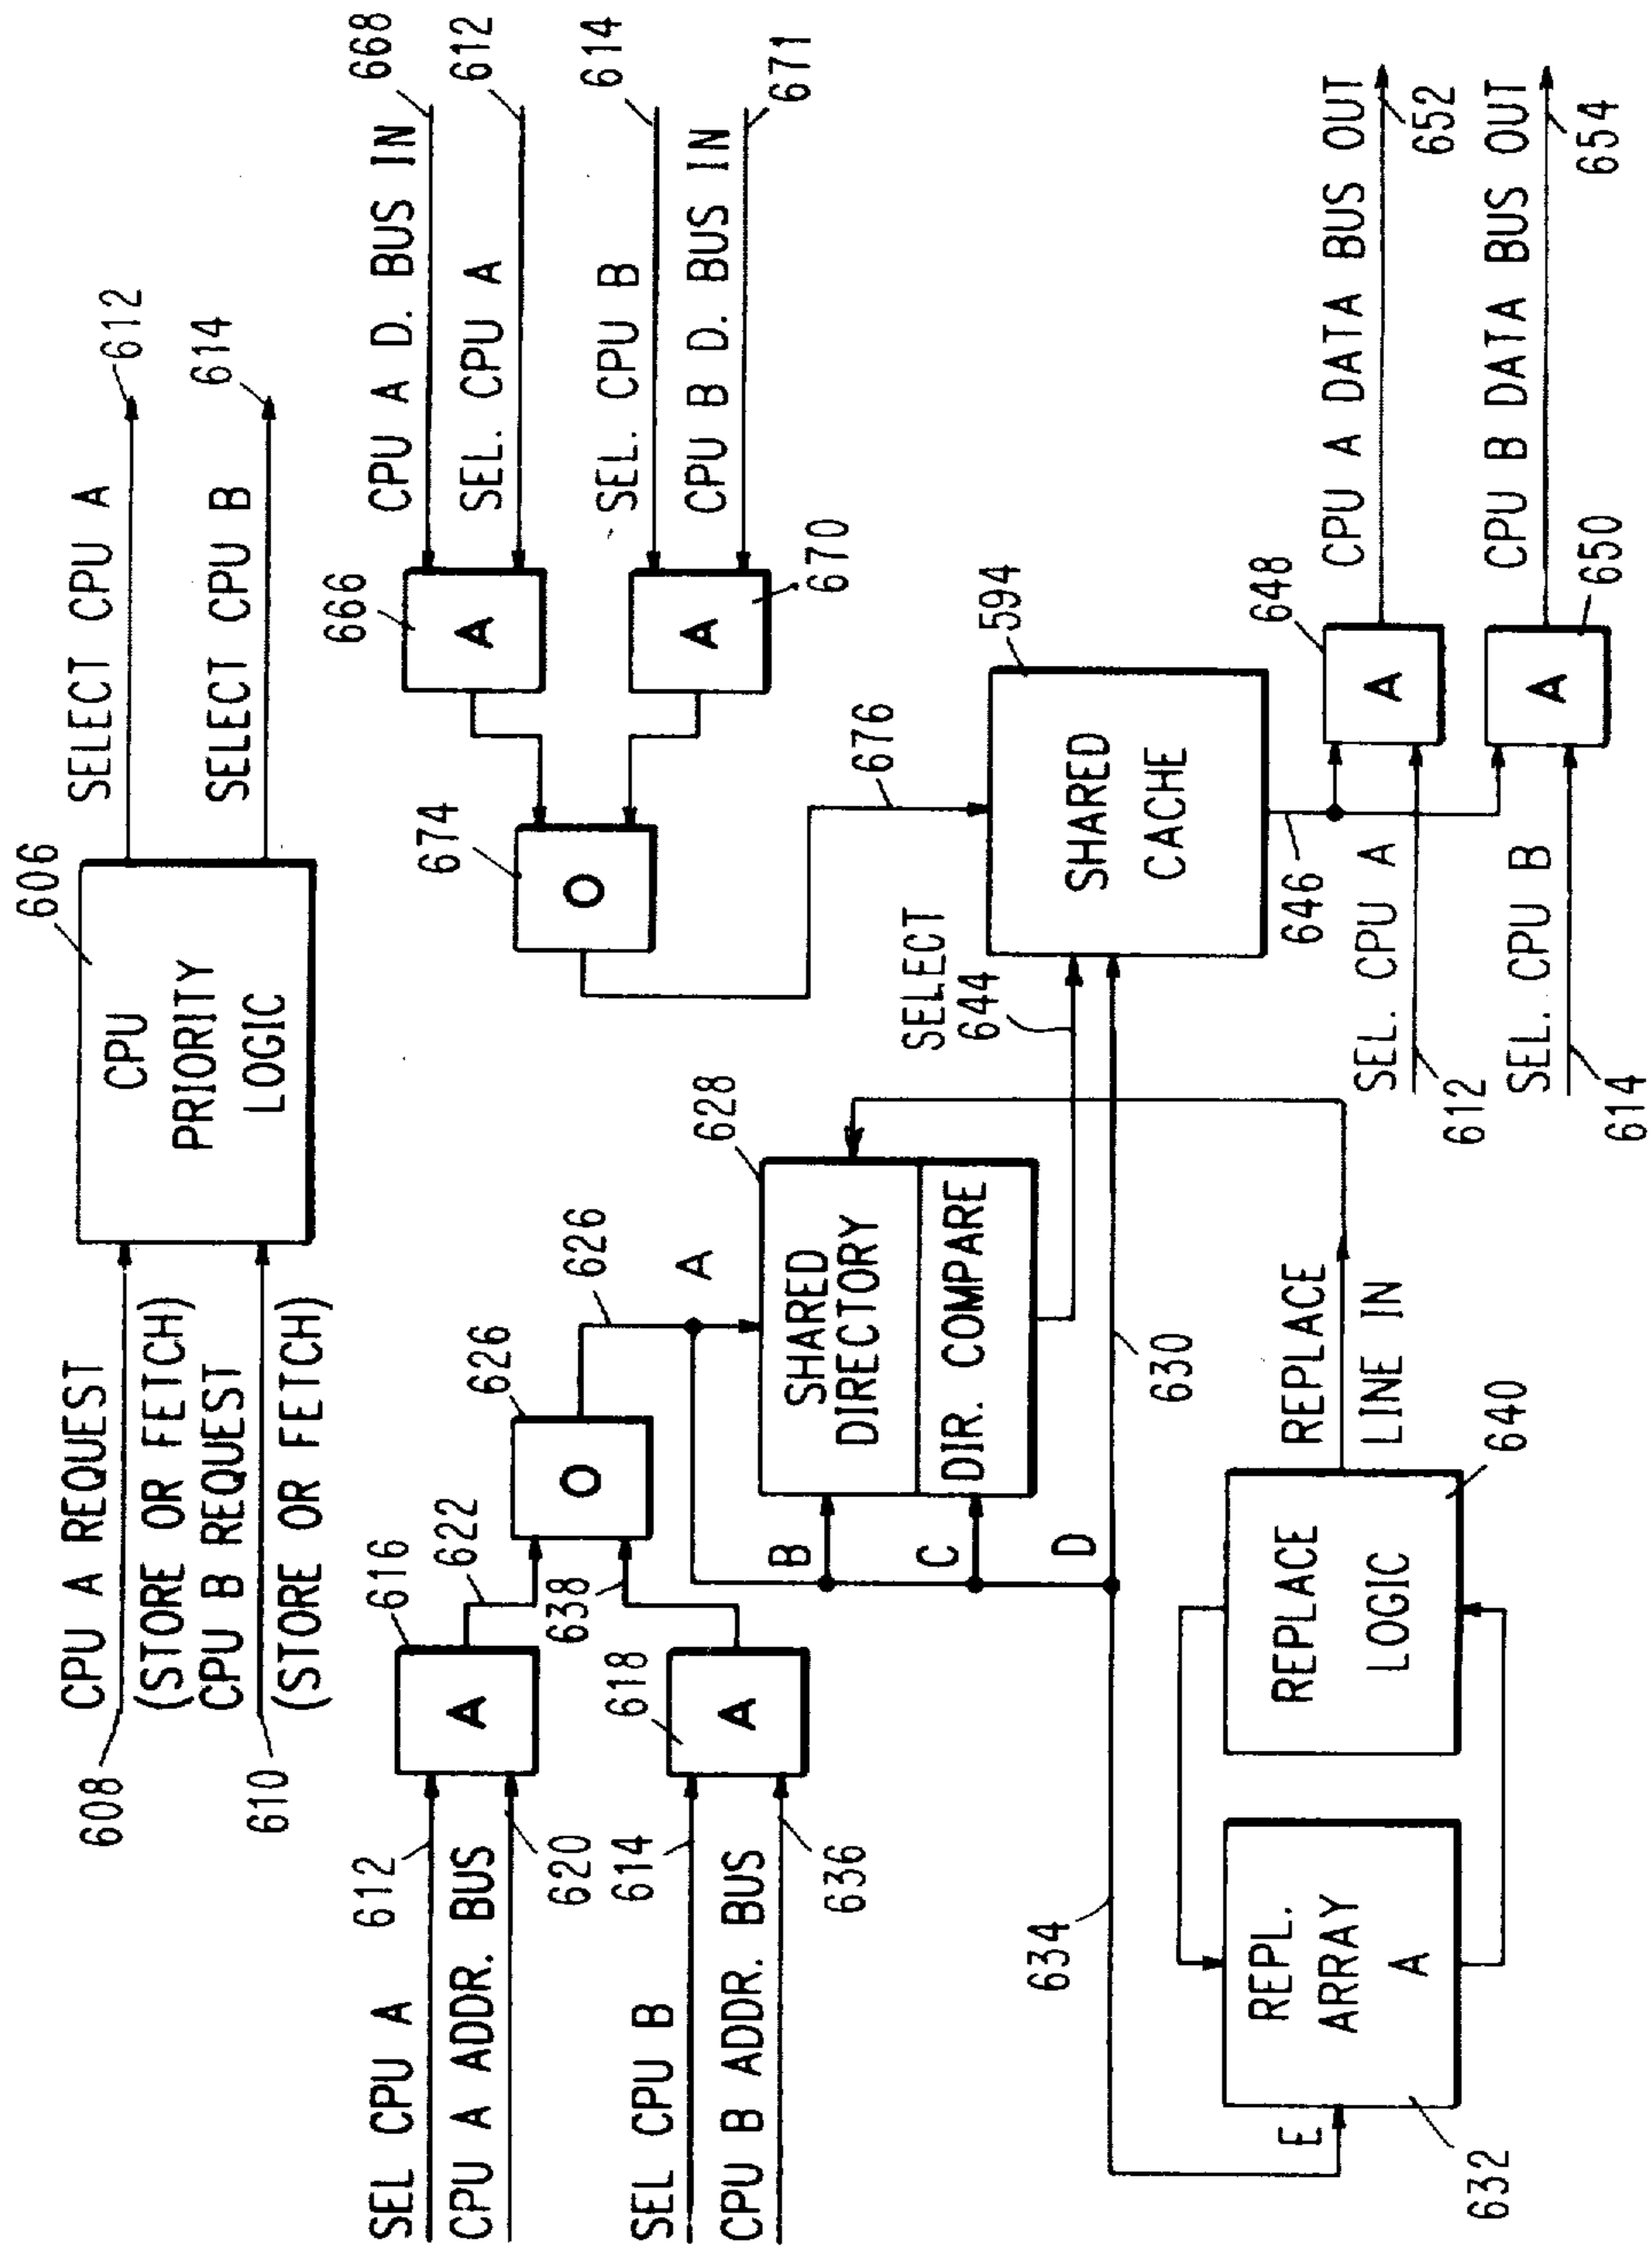 CPU A REQUEST
(STORE OR FETCH)
CPU B REQUEST
(STORE OR FETCH)
608
610
CPU
PRIORITY
LOGIC
606
SELECT CPU A
612
SELECT CPU B
614
SEL CPU A
612
CPU A ADDR. BUS
620
SEL CPU B
614
CPU B ADDR. BUS
636
A
616
622
A
618
638
O
626
626
A
B
C
D
E
SHARED
DIRECTORY
DIR. COMPARE
628
630
634
REPL.
ARRAY
A
632
REPLACE
LOGIC
640
REPLACE
LINE IN
SELECT
644
O
674
676
A
666
A
670
CPU A D. BUS IN
668
SEL. CPU A
612
SEL. CPU B
614
CPU B D. BUS IN
671
SHARED
CACHE
594
646
SEL. CPU A
612
SEL. CPU B
614
A
648
A
650
CPU A DATA BUS OUT
652
CPU B DATA BUS OUT
654